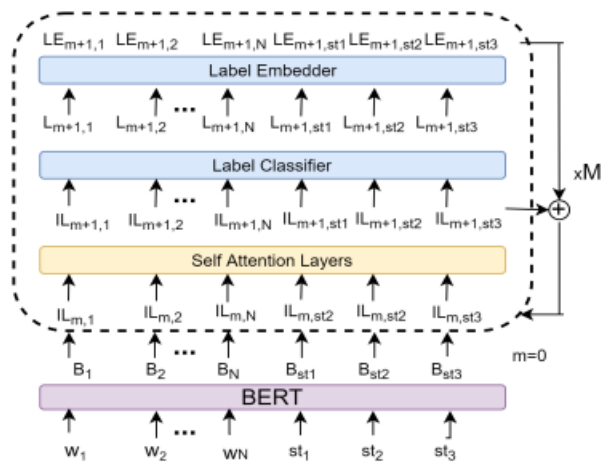 LEm+1,1 LEm+1,2 LEm+1,N LEm+1,st1 LEm+1,st2 LEm+1,st3
Label Embedder
...
Lm+1,1 Lm+1,2 Lm+1,N Lm+1,st1 Lm+1,st2 Lm+1,st3
Label Classifier
xM
...
ILm+1,1 ILm+1,2 ILm+1,N ILm+1,st1 ILm+1,st2 ILm+1,st3
+
Self Attention Layers
...
ILm,1 ILm,2 ILm,N ILm,st2 ILm,st2 ILm,st3
...
m=0
B1 B2 BN Bst1 Bst2 Bst3
BERT
...
w1 w2 wN st1 st2 st3